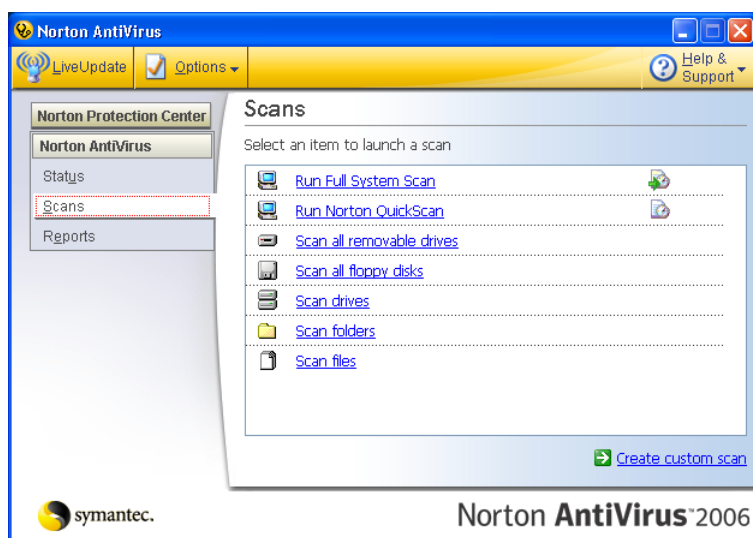 Norton AntiVirus
LiveUpdate
Options
Help &
Support
Norton Protection Center
Norton AntiVirus
Status
Scans
Reports
Scans
Select an item to launch a scan
Run Full System Scan
Run Norton QuickScan
Scan all removable drives
Scan all floppy disks
Scan drives
Scan folders
Scan files
Create custom scan
symantec.
Norton AntiVirus™2006